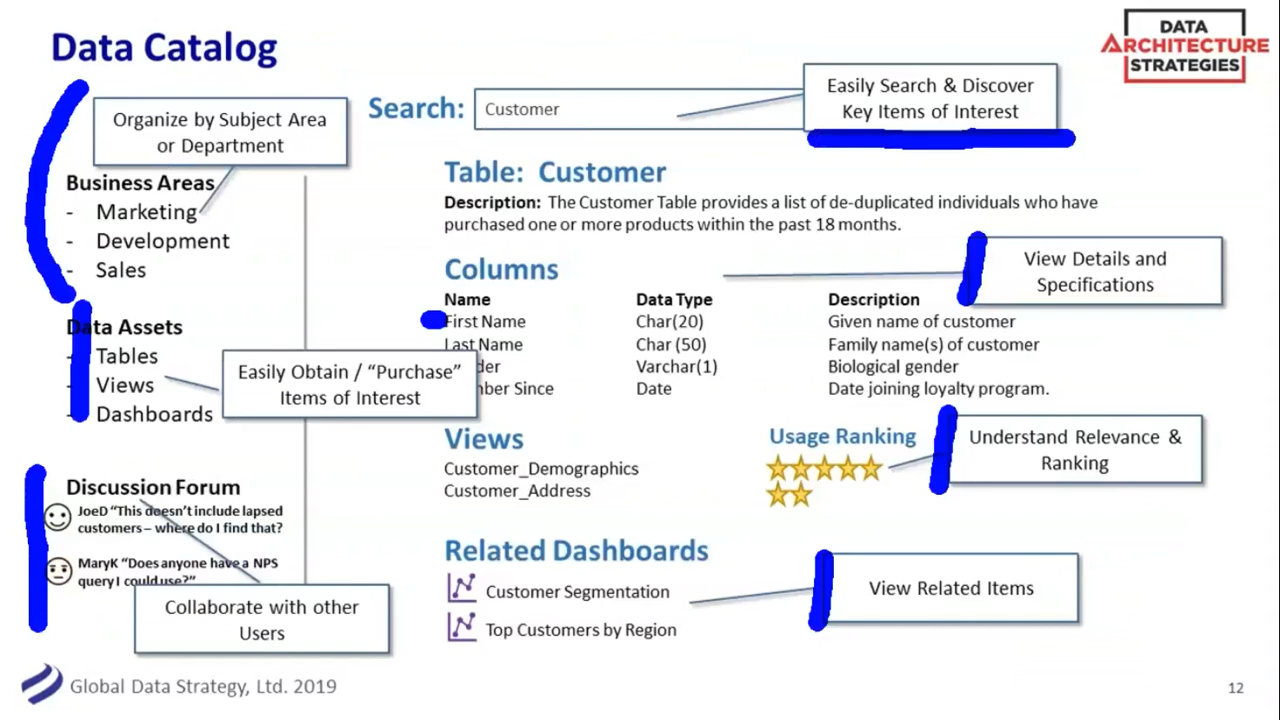 Data Catalog
DATA
ARCHITECTURE
STRATEGIES
Organize by Subject Area
or Department
Search:
Customer
Easily Search & Discover
Key Items of Interest
Business Areas
- Marketing
- Development
- Sales
Table: Customer
Description: The Customer Table provides a list of de-duplicated individuals who have
purchased one or more products within the past 18 months.
Columns
View Details and
Specifications
Name Data Type Description
First Name Char(20) Given name of customer
Last Name Char (50) Family name(s) of customer
der Varchar(1) Biological gender
ber Since Date Date joining loyalty program.
Data Assets
- Tables
- Views
- Dashboards
Easily Obtain / “Purchase”
Items of Interest
Views
Customer_Demographics
Customer_Address
Usage Ranking
Understand Relevance &
Ranking
Discussion Forum
JoeD “This doesn’t include lapsed
customers – where do I find that?
MaryK “Does anyone have a NPS
query I could use?”
Collaborate with other
Users
Related Dashboards
Customer Segmentation
Top Customers by Region
View Related Items
Global Data Strategy, Ltd. 2019
12